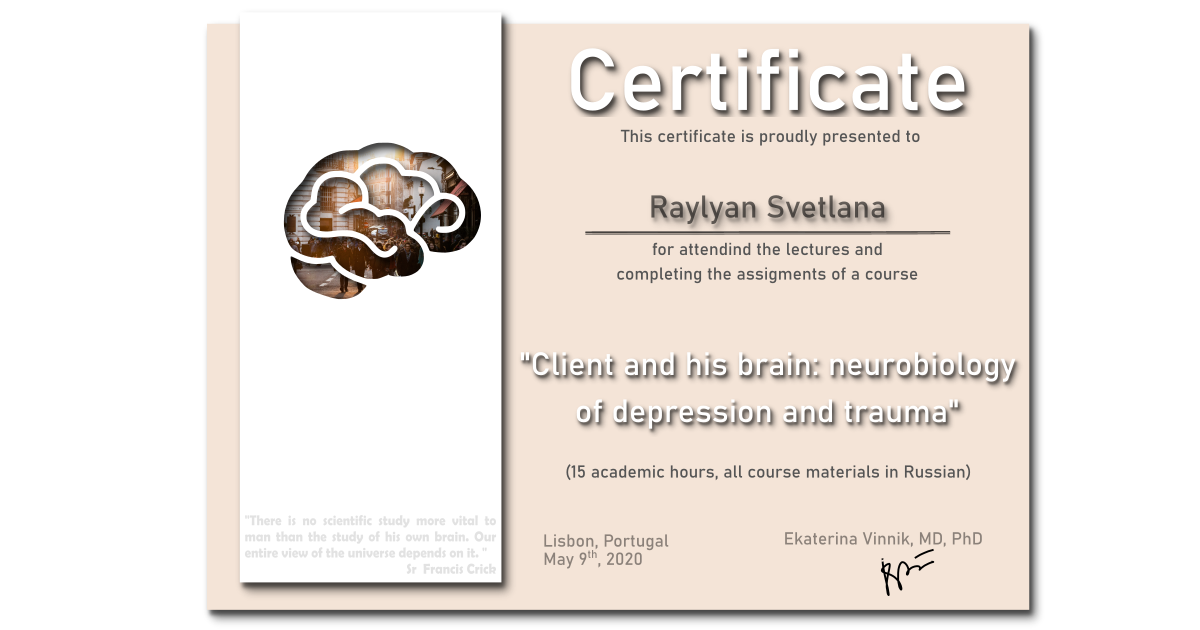 Certificate
This certificate is proudly presented to
Raylyan Svetlana
for attendind the lectures and
completing the assigments of a course
"Client and his brain: neurobiology
of depression and trauma"
(15 academic hours, all course materials in Russian)
"There is no scientific study more vital to
man than the study of his own brain. Our
entire view of the universe depends on it. "
Sr Francis Crick
Lisbon, Portugal
May 9th, 2020
Ekaterina Vinnik, MD, PhD